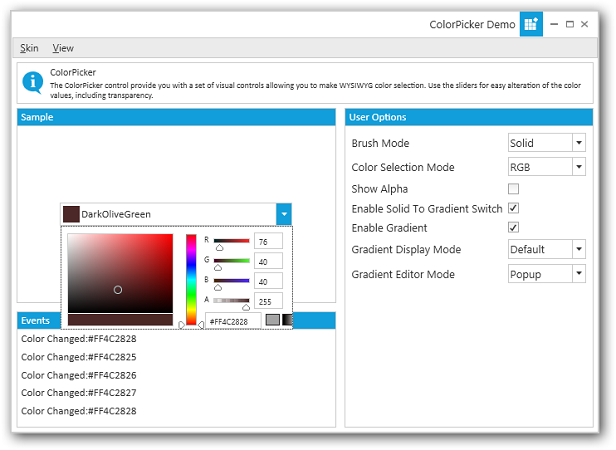 ColorPicker Demo
Skin View
ColorPicker
The ColorPicker control provide you with a set of visual controls allowing you to make WYSIWYG color selection. Use the sliders for easy alteration of the color
values, including transparency.
Sample
DarkOliveGreen
R 76
G 40
B 40
A 255
#FF4C2828
Events
Color Changed:#FF4C2828
Color Changed:#FF4C2825
Color Changed:#FF4C2826
Color Changed:#FF4C2827
Color Changed:#FF4C2828
User Options
Brush Mode Solid
Color Selection Mode RGB
Show Alpha
Enable Solid To Gradient Switch
Enable Gradient
Gradient Display Mode Default
Gradient Editor Mode Popup